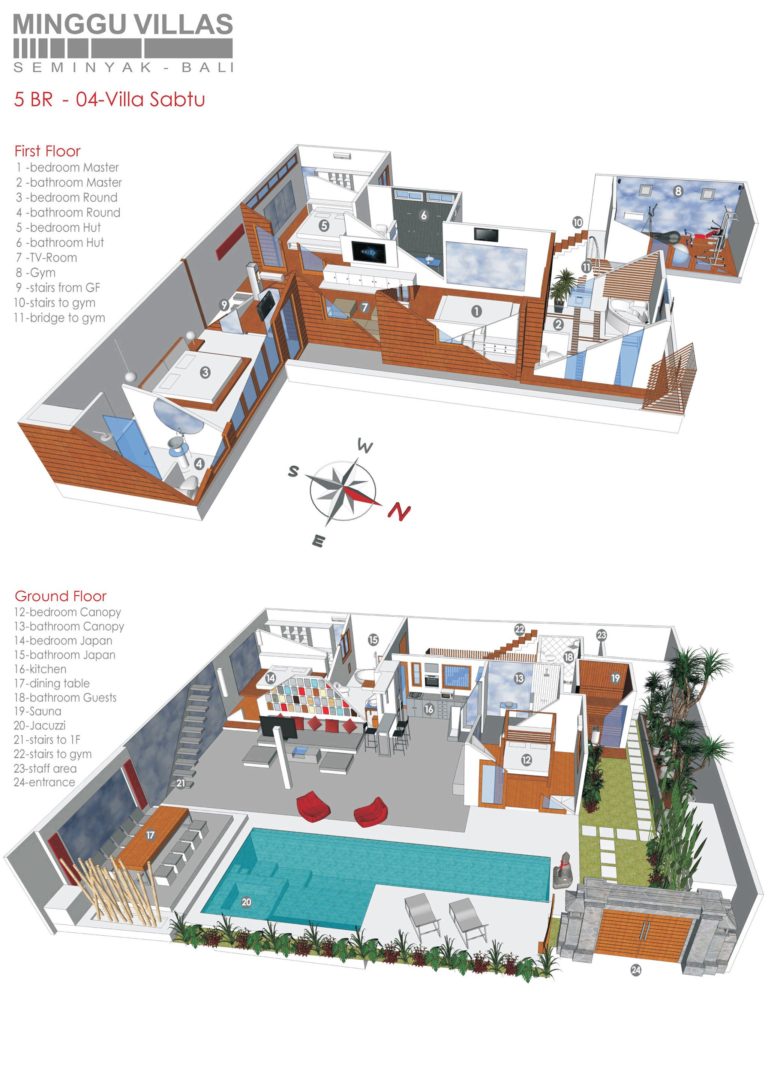 MINGGU VILLAS
SEMINYAK - BALI
5 BR - 04-Villa Sabtu
First Floor
1 -bedroom Master
2 -bathroom Master
3 -bedroom Round
4 -bathroom Round
5 -bedroom Hut
6 -bathroom Hut
7 -TV-Room
8 -Gym
9 -stairs from GF
10-stairs to gym
11-bridge to gym
8
10
6
5
11
9
7
1
2
3
4
W
S
N
E
Ground Floor
12-bedroom Canopy
13-bathroom Canopy
14-bedroom Japan
15-bathroom Japan
16-kitchen
17-dining table
18-bathroom Guests
19-Sauna
20-Jacuzzi
21-stairs to 1F
22-stairs to gym
23-staff area
24-entrance
22
23
15
18
14
13
19
16
12
21
17
20
24